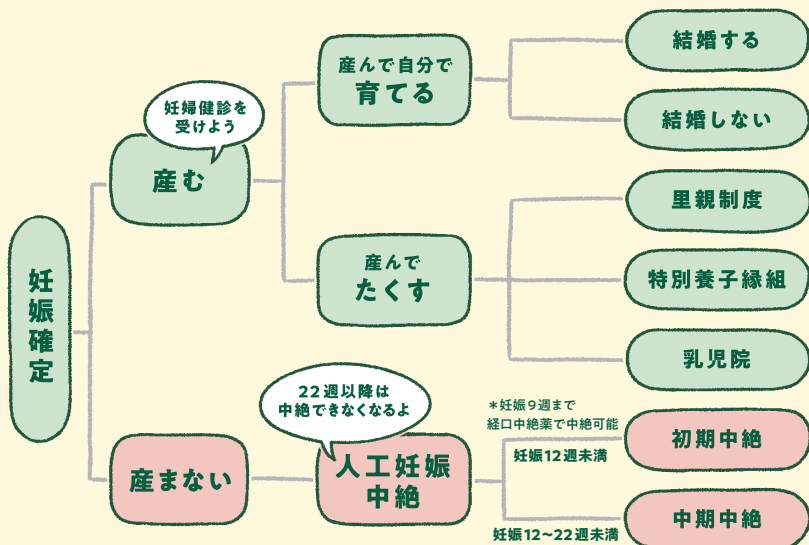 妊娠確定
妊婦健診を
受けよう
産む
産んで自分で
育てる
結婚する
結婚しない
産んで
たくす
里親制度
特別養子縁組
乳児院
産まない
22週以降は
中絶できなくなるよ
人工妊娠
中絶
＊妊娠9週まで
経口中絶薬で中絶可能
妊娠12週未満
初期中絶
妊娠12~22週未満
中期中絶